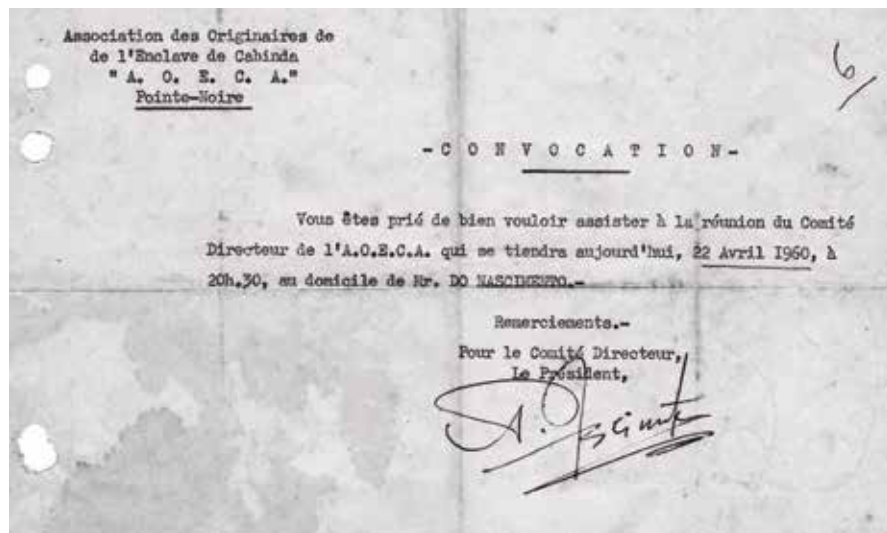 Association des Originaires de
de l'Enclave de Cabinda
" A. O. E. C. A."
Pointe-Noire
6/
-C O N V O C A T I O N-
Vous êtes prié de bien vouloir assister à la réunion du Comité
Directeur de l'A.O.E.C.A. qui se tiendra aujourd'hui, 22 Avril I960, à
20h.30, au domicile de Mr. DO NASCIMENTO.-
Remerciements.-
Pour le Comité Directeur,
Le Président,